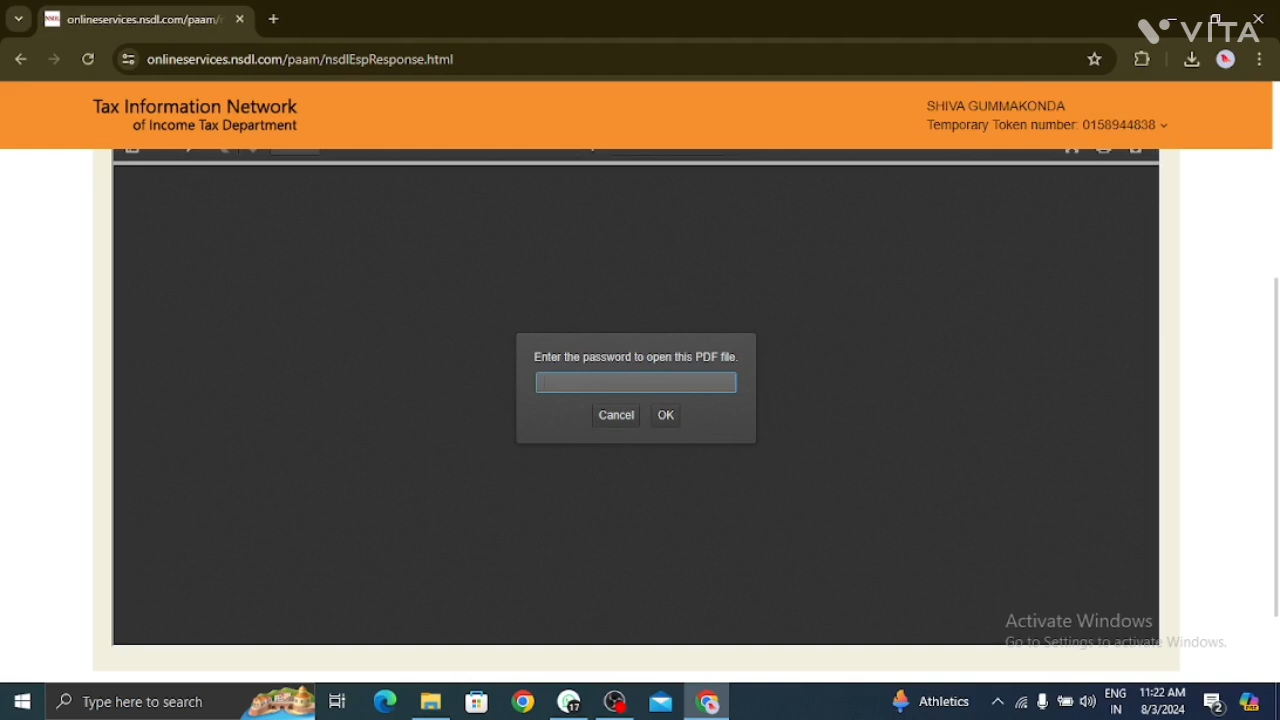 onlineservices.nsdl.com/paam/
VITA
onlineservices.nsdl.com/paam/nsdlEspResponse.html
Tax Information Network
of Income Tax Department
SHIVA GUMMAKONDA
Temporary Token number: 0158944838
Enter the password to open this PDF file.
Cancel OK
Activate Windows
Go to Settings to activate Windows.
Type here to search
17
Athletics
ENG
IN
11:22 AM
8/3/2024
2